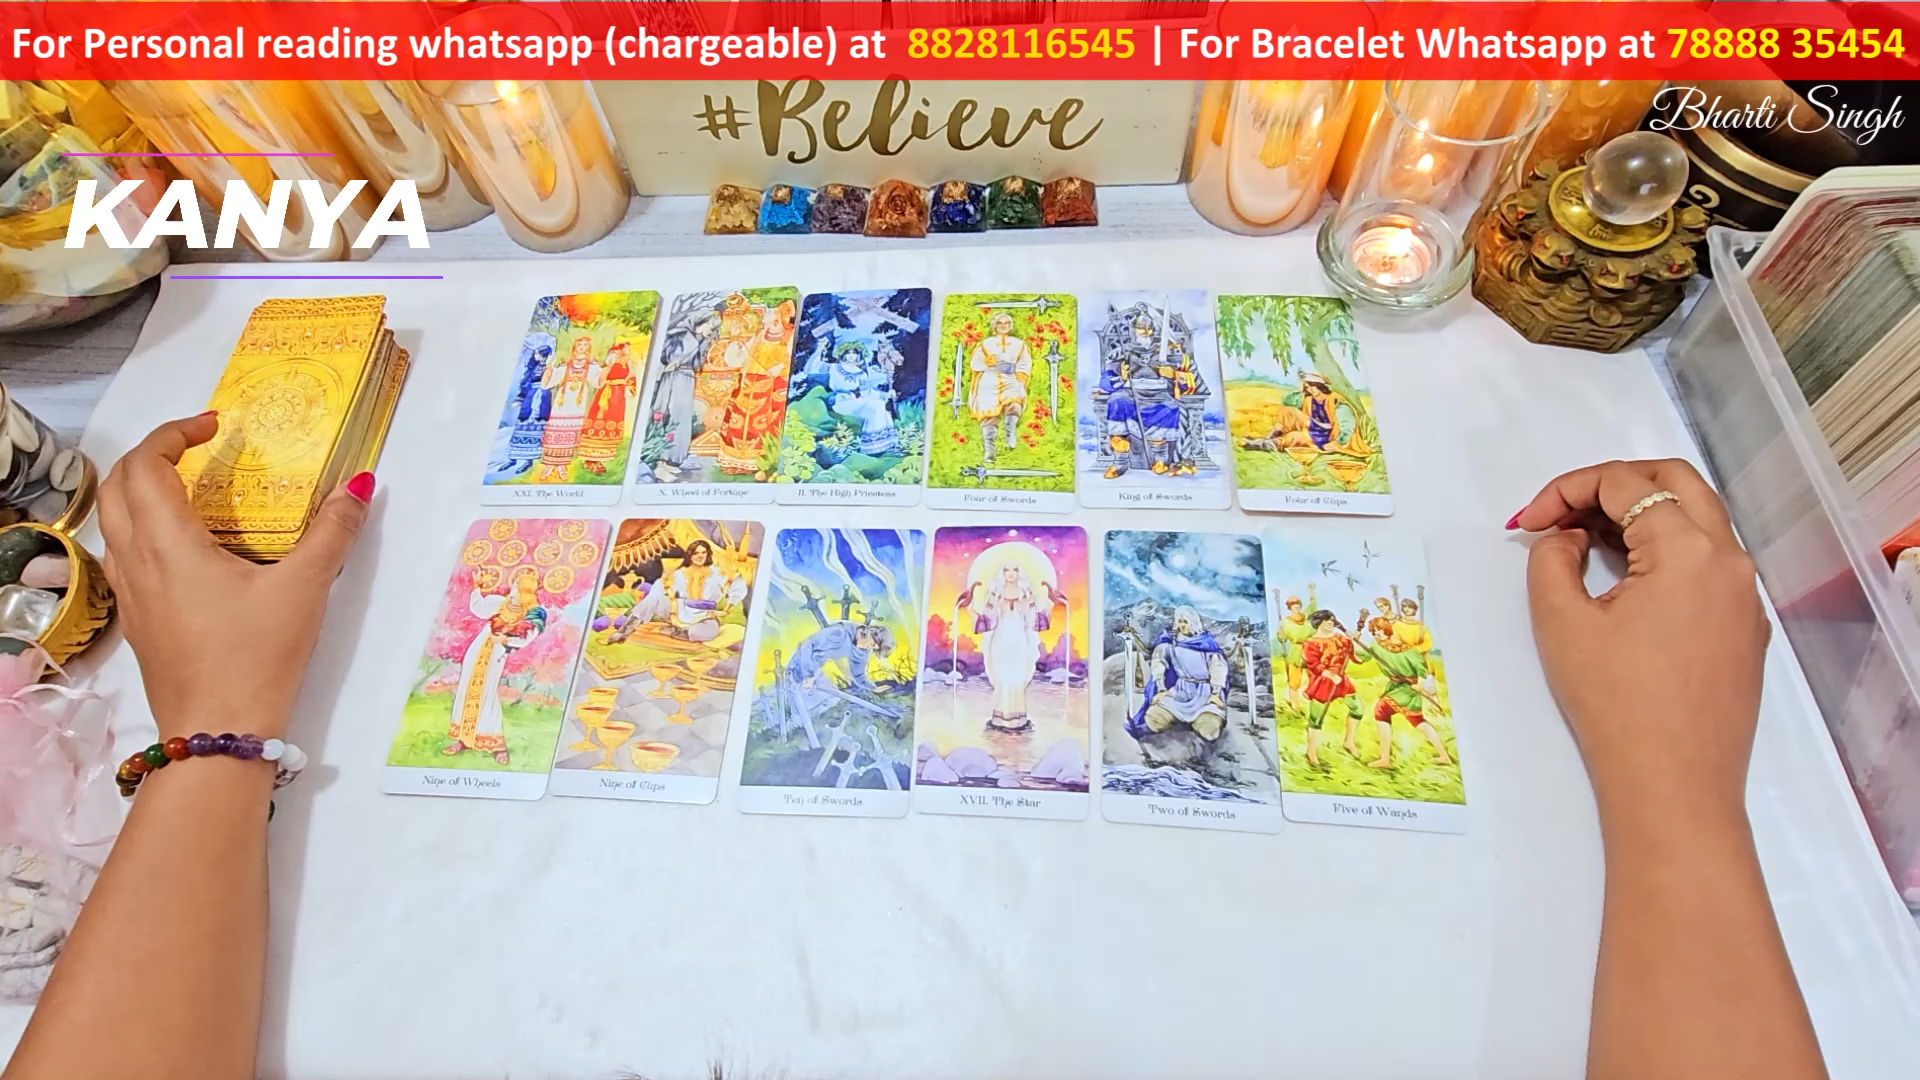 For Personal reading whatsapp (chargeable) at 8828116545 | For Bracelet Whatsapp at 78888 35454
#Believe
Bharti Singh
KANYA
XXI. The World
X. Wheel of Fortune
II. The High Priestess
Four of Swords
King of Swords
Four of Cups
Nine of Wheels
Nine of Cups
Ten of Swords
XVII. The Star
Two of Swords
Five of Wands